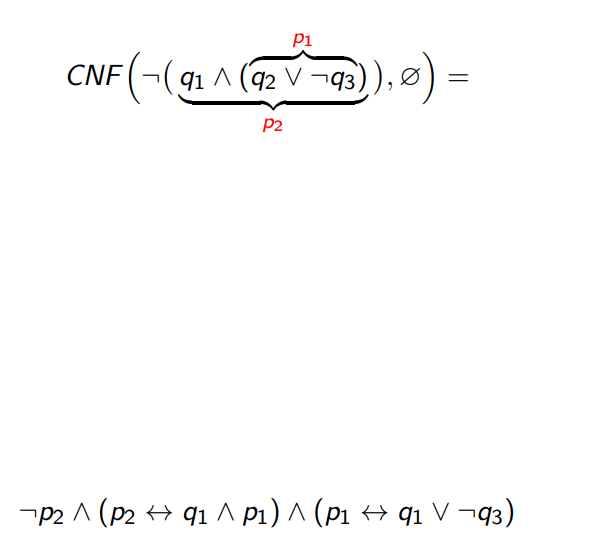 p₁
CNF(¬(q₁ ∧ (q₂ ∨ ¬q₃)), ∅) =
p₂
¬p₂ ∧ (p₂ ↔ q₁ ∧ p₁) ∧ (p₁ ↔ q₁ ∨ ¬q₃)